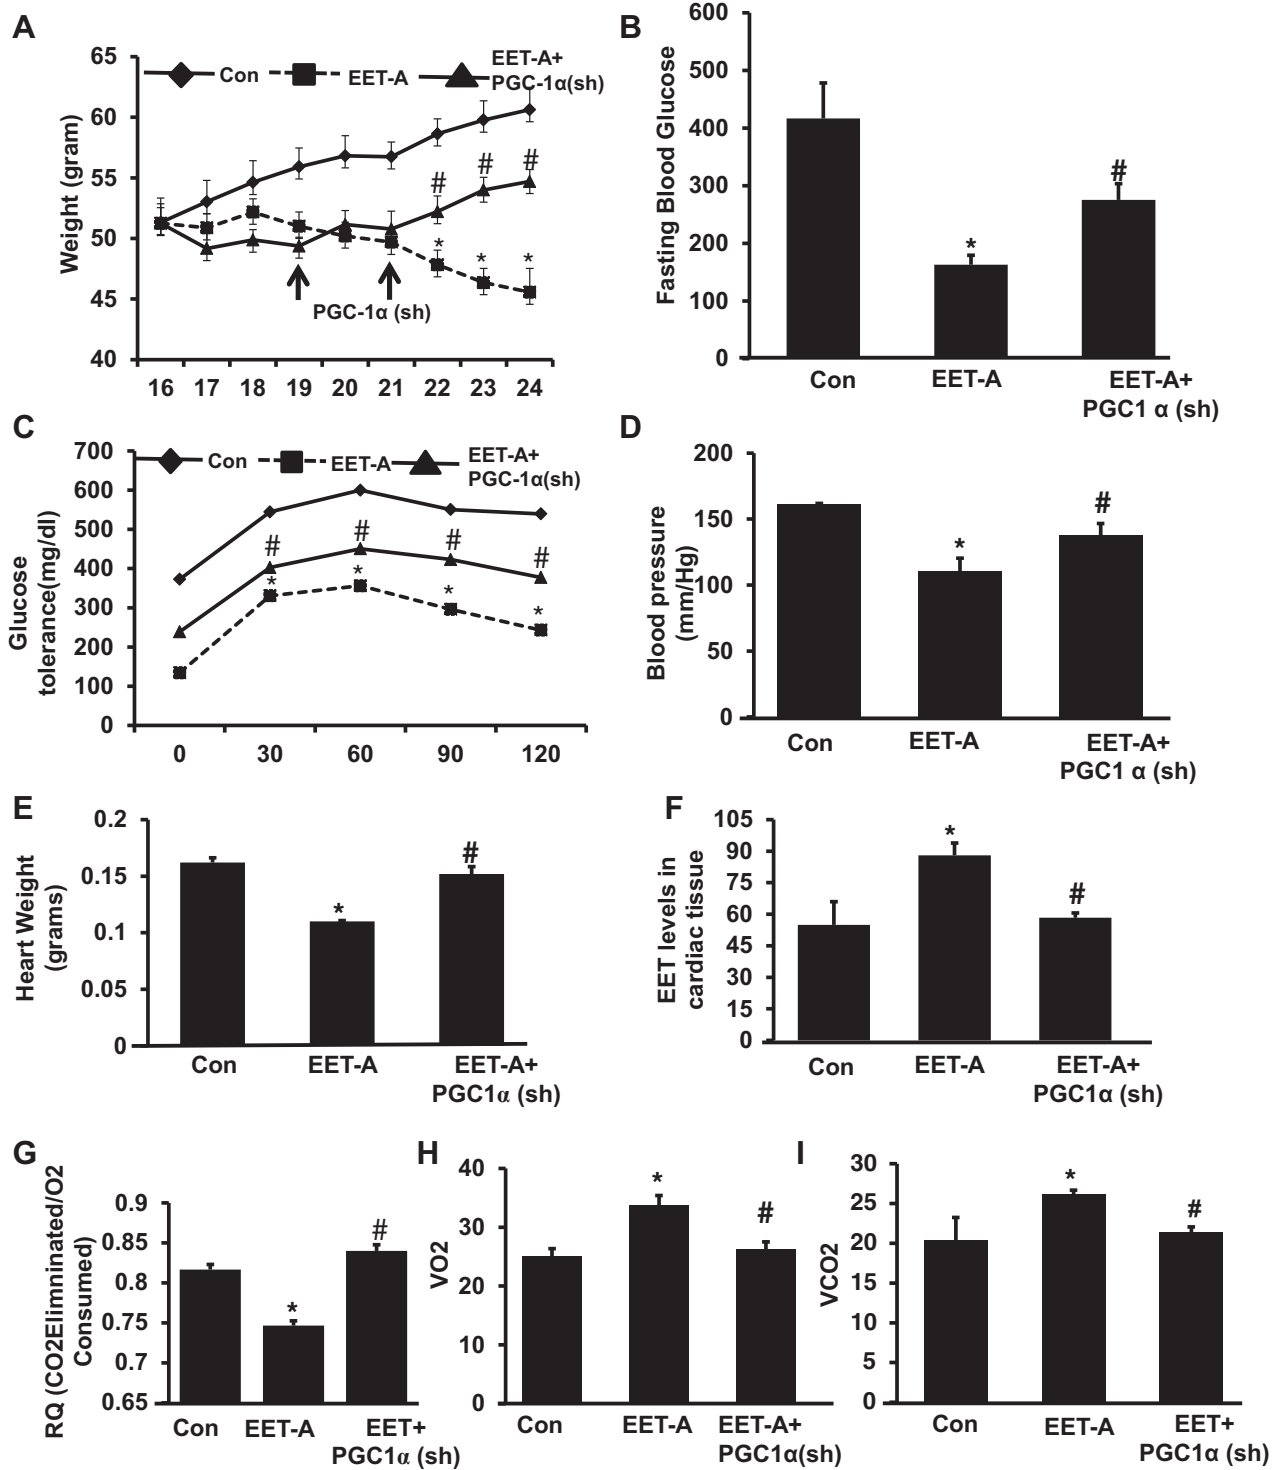 A
65
60
55
50
45
40
Weight (gram)
Con
EET-A
EET-A+
PGC-1α(sh)
#
#
#
*
*
*
PGC-1α (sh)
16 17 18 19 20 21 22 23 24
B
600
500
400
300
200
100
0
Fasting Blood Glucose
*
#
Con
EET-A
EET-A+
PGC1 α (sh)
C
700
600
500
400
300
200
100
0
Glucose
tolerance(mg/dl)
Con
EET-A
EET-A+
PGC-1α(sh)
# # # #
* * * *
0 30 60 90 120
D
200
150
100
50
0
Blood pressure
(mm/Hg)
*
#
Con
EET-A
EET-A+
PGC1 α (sh)
E
0.2
0.15
0.1
0.05
0
Heart Weight
(grams)
*
#
Con
EET-A
EET-A+
PGC1α (sh)
F
105
90
75
60
45
30
15
0
EET levels in
cardiac tissue
*
#
Con
EET-A
EET-A+
PGC1α (sh)
G
0.9
0.85
0.8
0.75
0.7
0.65
RQ (CO2Elimninated/O2
Consumed)
*
#
Con
EET-A
EET+
PGC1α (sh)
H
40
30
20
10
0
VO2
*
#
Con
EET-A
EET-A+
PGC1α(sh)
I
30
25
20
15
10
5
0
VCO2
*
#
Con
EET-A
EET+
PGC1α (sh)